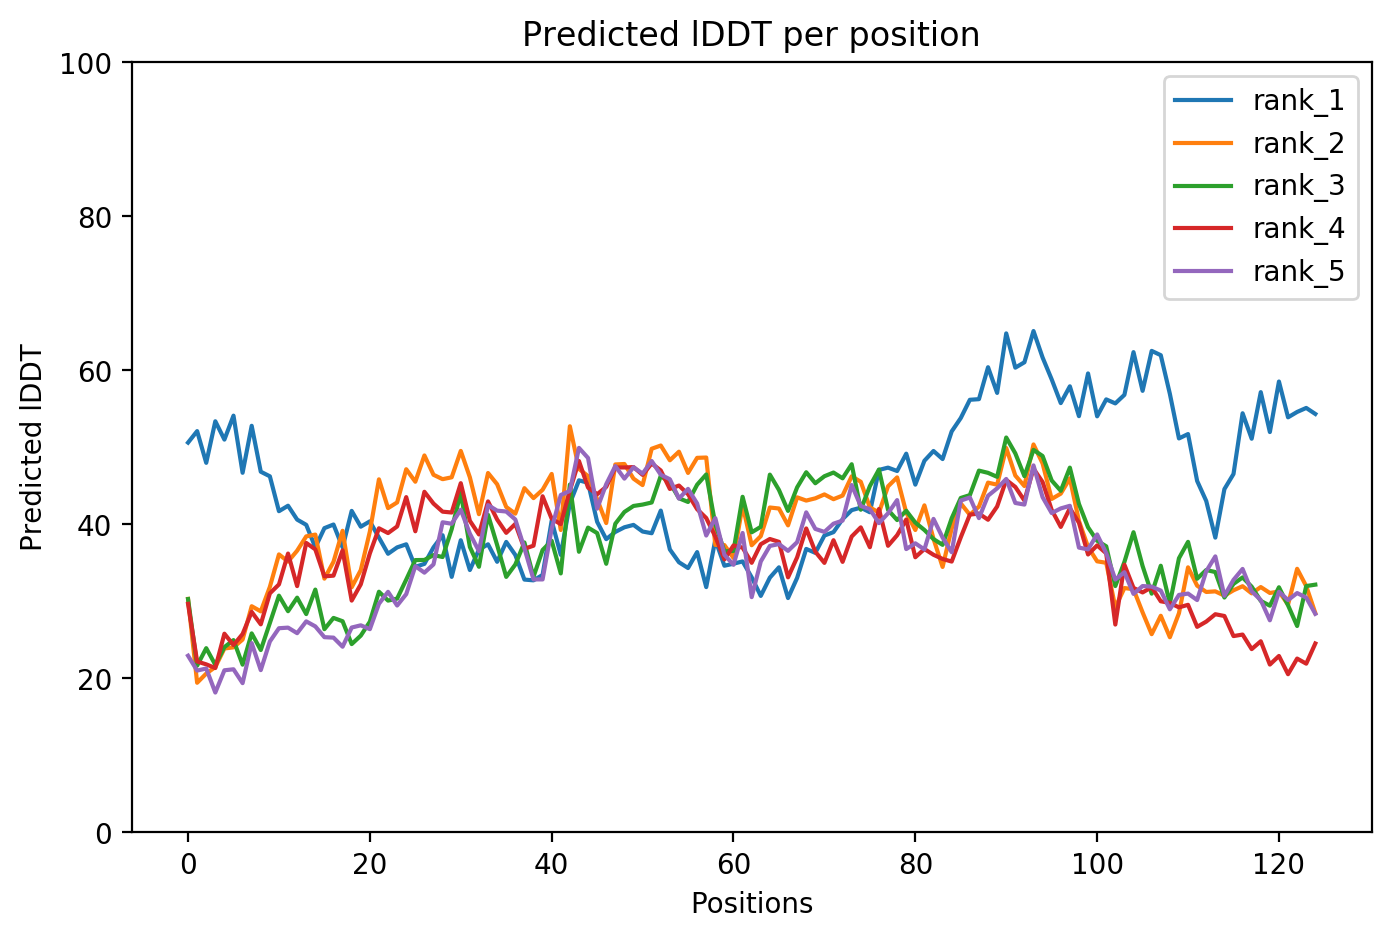 Predicted lDDT per position
100
80
60
40
20
0
Predicted lDDT
0 20 40 60 80 100 120
Positions
rank_1
rank_2
rank_3
rank_4
rank_5